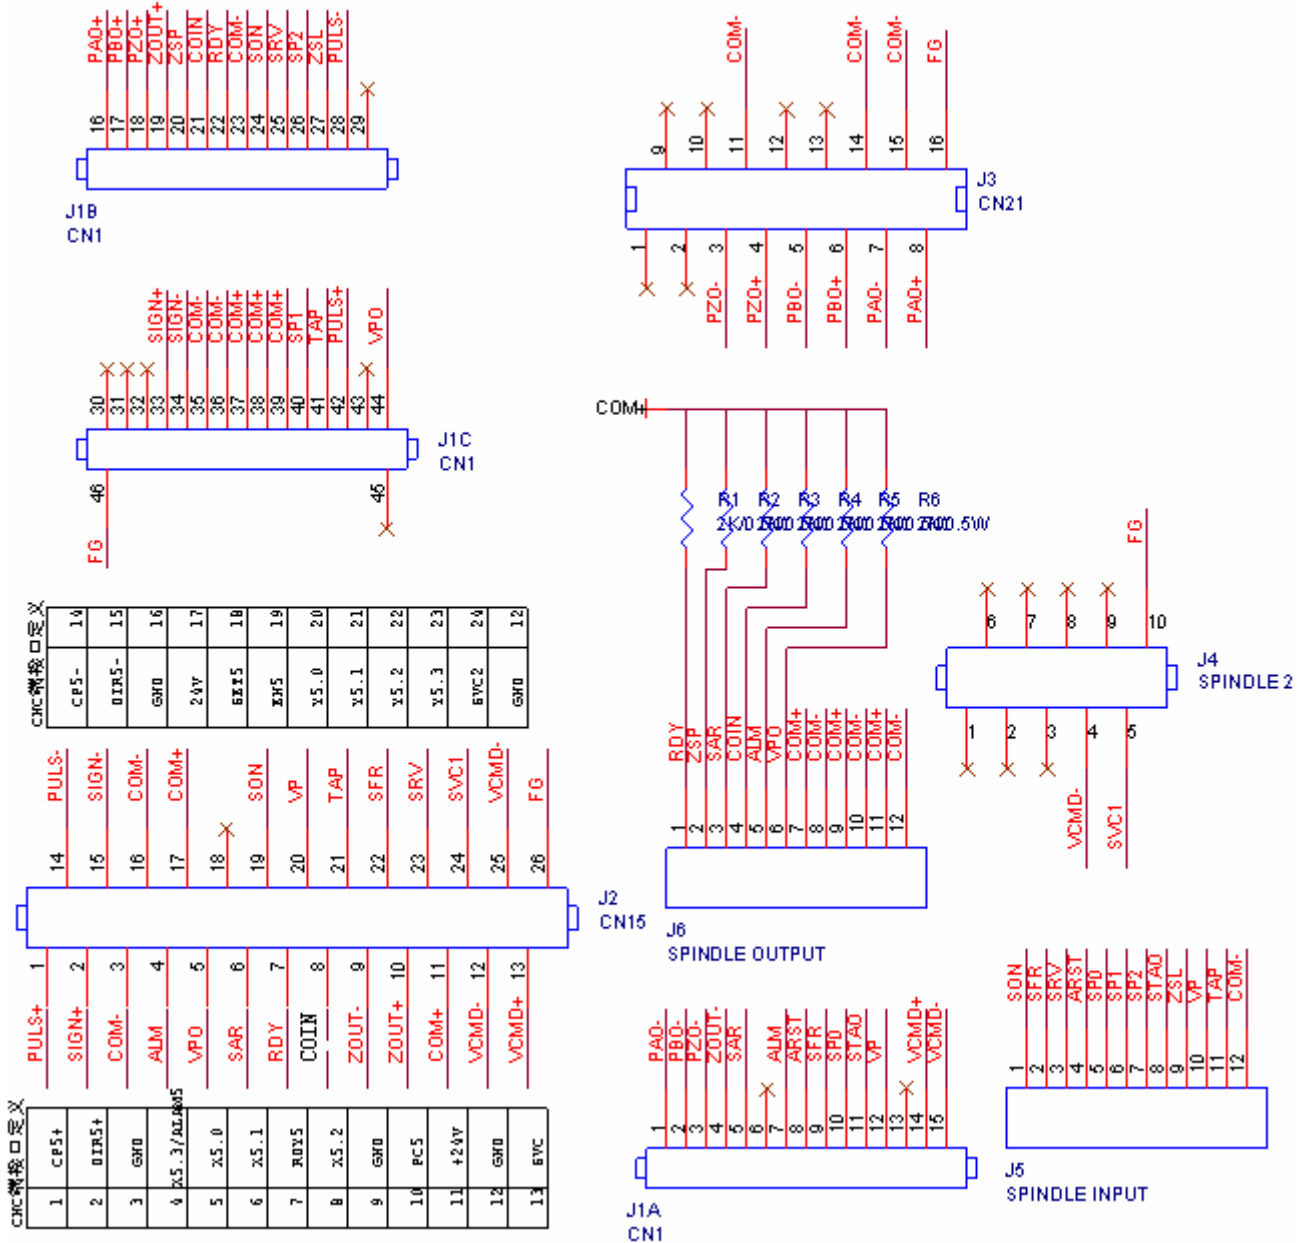 PAO+ PBO+ PZO+ ZOUT+ ZSP COIN RDY COM- SON SRV SP2 ZSL PULS-
16 17 18 19 20 21 22 23 24 25 26 27 28 29
J1B
CN1
COM- COM- COM- FG
9 10 11 12 13 14 15 16
J3
CN21
1 2 3 4 5 6 7 8
PZO- PZO+ PBO- PBO+ PAO- PAO+
SIGN+ SIGN- COM- COM- COM+ COM+ COM+ SP1 TAP PULS+ VPO
30 31 32 33 34 35 36 37 38 39 40 41 42 43 44
J1C
CN1
46 45
FG
COM+
R1 R2 R3 R4 R5 R6
2K/0.5W
RDY ZSP SAR COIN ALM VPO COM+ COM- COM+ COM- COM+ COM-
1 2 3 4 5 6 7 8 9 10 11 12
J6
SPINDLE OUTPUT
FG
6 7 8 9 10
J4
SPINDLE 2
1 2 3 4 5
VCMD- SVC1
CNC端接口定义
14 15 16 17 18 19 20 21 22 23 24 12
CP5- DIR5- GND 24V SET5 EN5 Y5.0 Y5.1 Y5.2 Y5.3 SVC2 GND
PULS- SIGN- COM- COM+ SON VP TAP SFR SRV SVC1 VCMD- FG
14 15 16 17 18 19 20 21 22 23 24 25 26
J2
CN15
1 2 3 4 5 6 7 8 9 10 11 12 13
PULS+ SIGN+ COM- ALM VPO SAR RDY COIN ZOUT- ZOUT+ COM+ VCMD- VCMD+
CNC端接口定义
CP5+ DIR5+ GND X5.3/ALARM5 X5.0 X5.1 RDY5 X5.2 GND PC5 +24V GND SVC
1 2 3 4 5 6 7 8 9 10 11 12 13
PAO- PBO- PZO- ZOUT- SAR ALM ARST SFR SP0 STAO VP VCMD+ VCMD-
1 2 3 4 5 6 7 8 9 10 11 12 13 14 15
J1A
CN1
SON SFR SRV ARST SP0 SP1 SP2 STAO ZSL VP TAP COM-
1 2 3 4 5 6 7 8 9 10 11 12
J5
SPINDLE INPUT